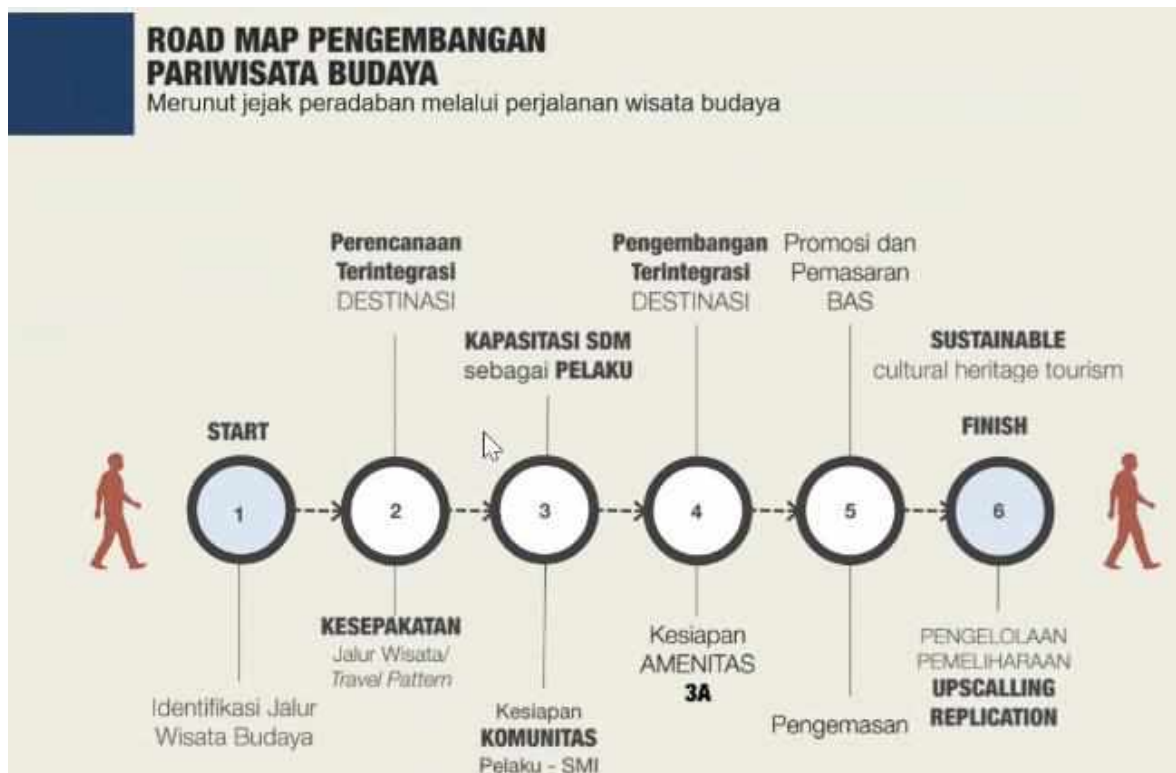 ROAD MAP PENGEMBANGAN
PARIWISATA BUDAYA
Merunut jejak peradaban melalui perjalanan wisata budaya
Perencanaan
Terintegrasi
DESTINASI
Pengembangan
Terintegrasi
DESTINASI
Promosi dan
Pemasaran
BAS
KAPASITASI SDM
sebagai PELAKU
SUSTAINABLE
cultural heritage tourism
START
FINISH
1
2
3
4
5
6
Identifikasi Jalur
Wisata Budaya
KESEPAKATAN
Jalur Wisata/
Travel Pattern
Kesiapan
KOMUNITAS
Pelaku - SMI
Kesiapan
AMENITAS
3A
Pengemasan
PENGELOLAAN
PEMELIHARAAN
UPSCALLING
REPLICATION